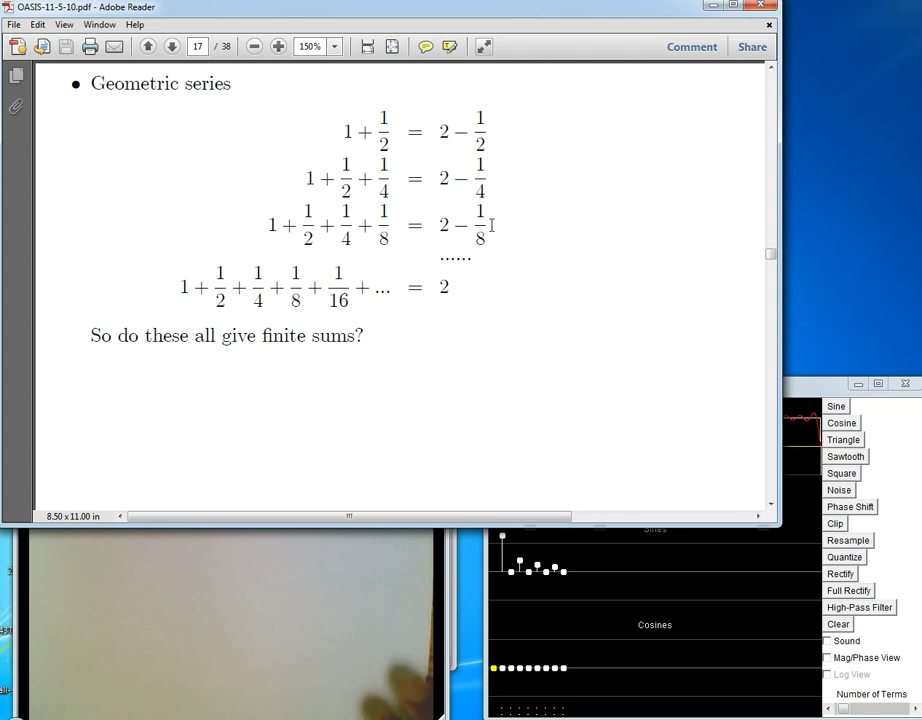 OASIS-11-5-10.pdf - Adobe Reader
File Edit View Window Help
17 / 38 150% Comment Share
• Geometric series
1 + 1/2 = 2 − 1/2
1 + 1/2 + 1/4 = 2 − 1/4
1 + 1/2 + 1/4 + 1/8 = 2 − 1/8
......
1 + 1/2 + 1/4 + 1/8 + 1/16 + ... = 2
So do these all give finite sums?
8.50 x 11.00 in
Sine
Cosine
Triangle
Sawtooth
Square
Noise
Phase Shift
Clip
Resample
Quantize
Rectify
Full Rectify
High-Pass Filter
Clear
Sound
Mag/Phase View
Log View
Number of Terms
Sines
Cosines